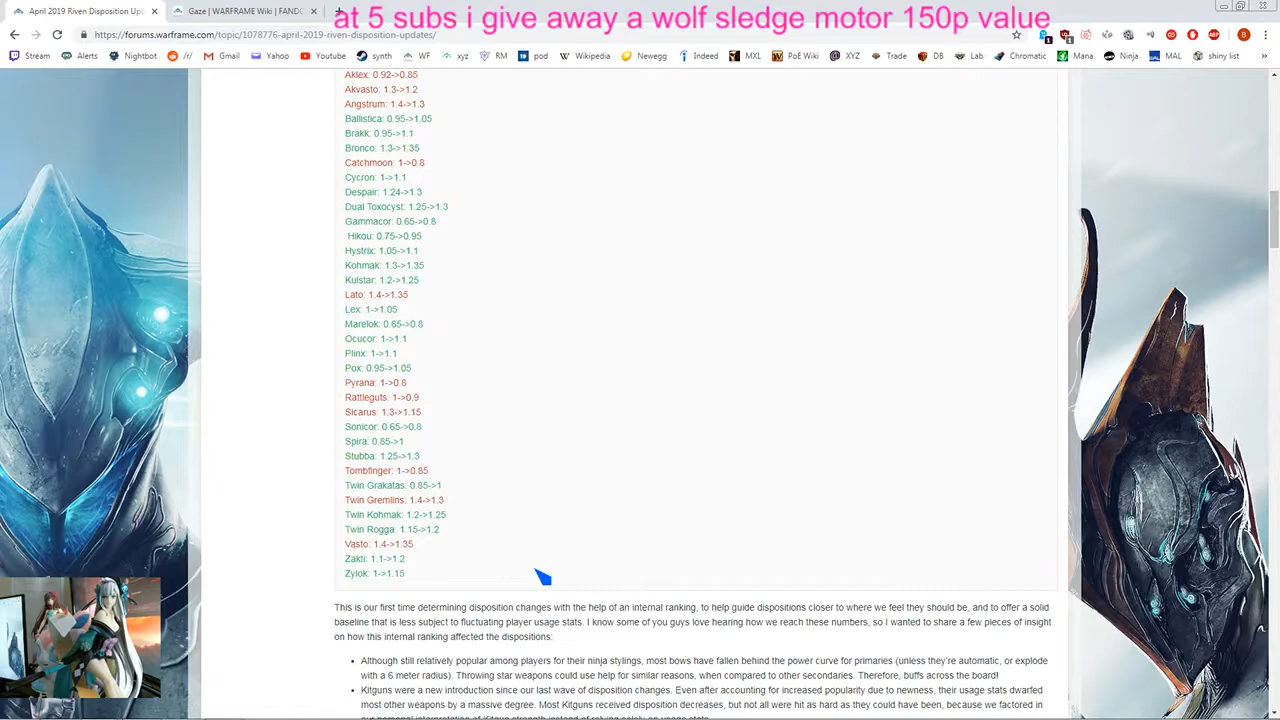 at 5 subs i give away a wolf sledge motor 150p value
April 2019 Riven Disposition Up
Gaze | WARFRAME Wiki | FAND
https://forums.warframe.com/topic/1078776-april-2019-riven-disposition-updates/
Stream Alerts Nightbot /r/ Gmail Yahoo Youtube synth WF xyz RM pod Wikipedia Newegg Indeed MXL PoE Wiki XYZ Trade DB Lab Chromatic Mana Ninja MAL shiny list »
Aklex: 0.92->0.85
Akvasto: 1.3->1.2
Angstrum: 1.4->1.3
Ballistica: 0.95->1.05
Brakk: 0.95->1.1
Bronco: 1.3->1.35
Catchmoon: 1->0.8
Cycron: 1->1.1
Despair: 1.24->1.3
Dual Toxocyst: 1.25->1.3
Gammacor: 0.65->0.8
Hikou: 0.75->0.95
Hystrix: 1.05->1.1
Kohmak: 1.3->1.35
Kulstar: 1.2->1.25
Lato: 1.4->1.35
Lex: 1->1.05
Marelok: 0.65->0.8
Ocucor: 1->1.1
Plinx: 1->1.1
Pox: 0.95->1.05
Pyrana: 1->0.8
Rattleguts: 1->0.9
Sicarus: 1.3->1.15
Sonicor: 0.65->0.8
Spira: 0.85->1
Stubba: 1.25->1.3
Tombfinger: 1->0.85
Twin Grakatas: 0.85->1
Twin Gremlins: 1.4->1.3
Twin Kohmak: 1.2->1.25
Twin Rogga: 1.15->1.2
Vasto: 1.4->1.35
Zakti: 1.1->1.2
Zylok: 1->1.15
This is our first time determining disposition changes with the help of an internal ranking, to help guide dispositions closer to where we feel they should be, and to offer a solid
baseline that is less subject to fluctuating player usage stats. I know some of you guys love hearing how we reach these numbers, so I wanted to share a few pieces of insight
on how this internal ranking affected the dispositions:
• Although still relatively popular among players for their ninja stylings, most bows have fallen behind the power curve for primaries (unless they're automatic, or explode
with a 6 meter radius). Throwing star weapons could use help for similar reasons, when compared to other secondaries. Therefore, buffs across the board!
• Kitguns were a new introduction since our last wave of disposition changes. Even after accounting for increased popularity due to newness, their usage stats dwarfed
most other weapons by a massive degree. Most Kitguns received disposition decreases, but not all were hit as hard as they could have been, because we factored in
our personal interpretation of Kitgun strength instead of relying solely on usage stats.